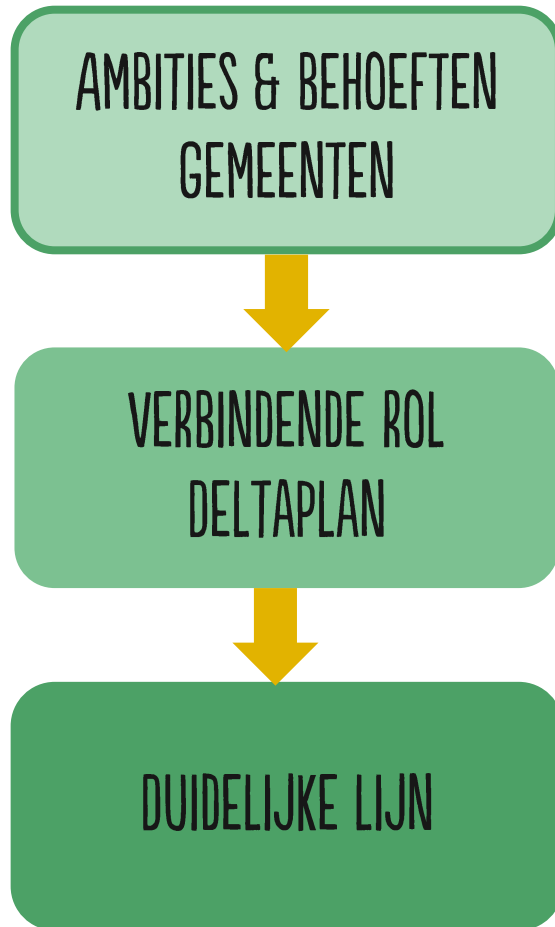 AMBITIES & BEHOEFTEN
GEMEENTEN
VERBINDENDE ROL
DELTAPLAN
DUIDELIJKE LIJN